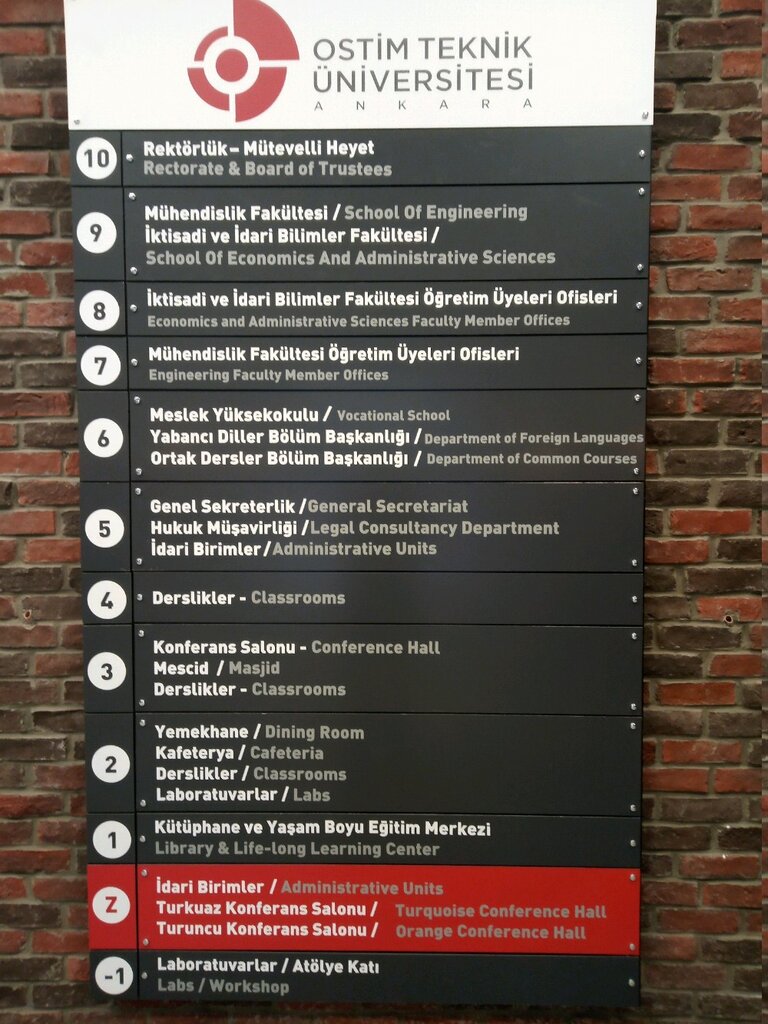 OSTİM TEKNİK
ÜNİVERSİTESİ
ANKARA
10
Rektörlük – Mütevelli Heyet
Rectorate & Board of Trustees
9
Mühendislik Fakültesi / School Of Engineering
İktisadi ve İdari Bilimler Fakültesi /
School Of Economics And Administrative Sciences
8
İktisadi ve İdari Bilimler Fakültesi Öğretim Üyeleri Ofisleri
Economics and Administrative Sciences Faculty Member Offices
7
Mühendislik Fakültesi Öğretim Üyeleri Ofisleri
Engineering Faculty Member Offices
6
Meslek Yüksekokulu / Vocational School
Yabancı Diller Bölüm Başkanlığı / Department of Foreign Languages
Ortak Dersler Bölüm Başkanlığı / Department of Common Courses
5
Genel Sekreterlik /General Secretariat
Hukuk Müşavirliği /Legal Consultancy Department
İdari Birimler/Administrative Units
4
Derslikler - Classrooms
3
Konferans Salonu - Conference Hall
Mescid / Masjid
Derslikler - Classrooms
2
Yemekhane / Dining Room
Kafeterya / Cafeteria
Derslikler / Classrooms
Laboratuvarlar / Labs
1
Kütüphane ve Yaşam Boyu Eğitim Merkezi
Library & Life-long Learning Center
Z
İdari Birimler / Administrative Units
Turkuaz Konferans Salonu / Turquoise Conference Hall
Turuncu Konferans Salonu / Orange Conference Hall
-1
Laboratuvarlar / Atölye Katı
Labs / Workshop